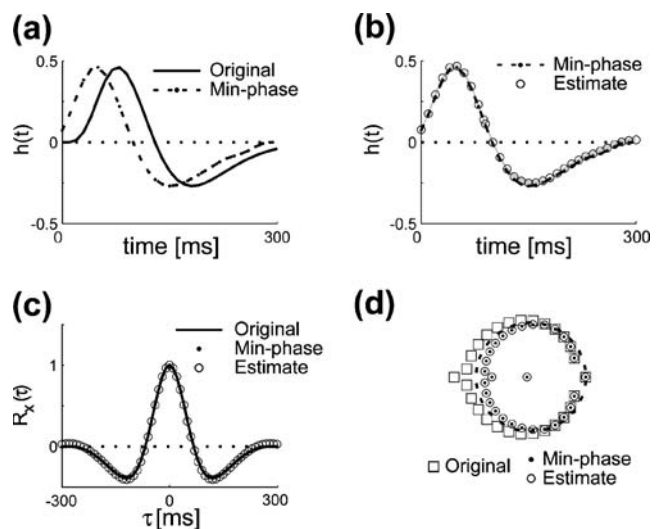 (a)
0.5
Original
Min-phase
h(t)
0
-0.5
0
300
time [ms]
(b)
0.5
Min-phase
Estimate
h(t)
0
-0.5
0
300
time [ms]
(c)
Original
Min-phase
Estimate
1
Rx(τ)
0
-300
0
300
τ [ms]
(d)
Original
Min-phase
Estimate